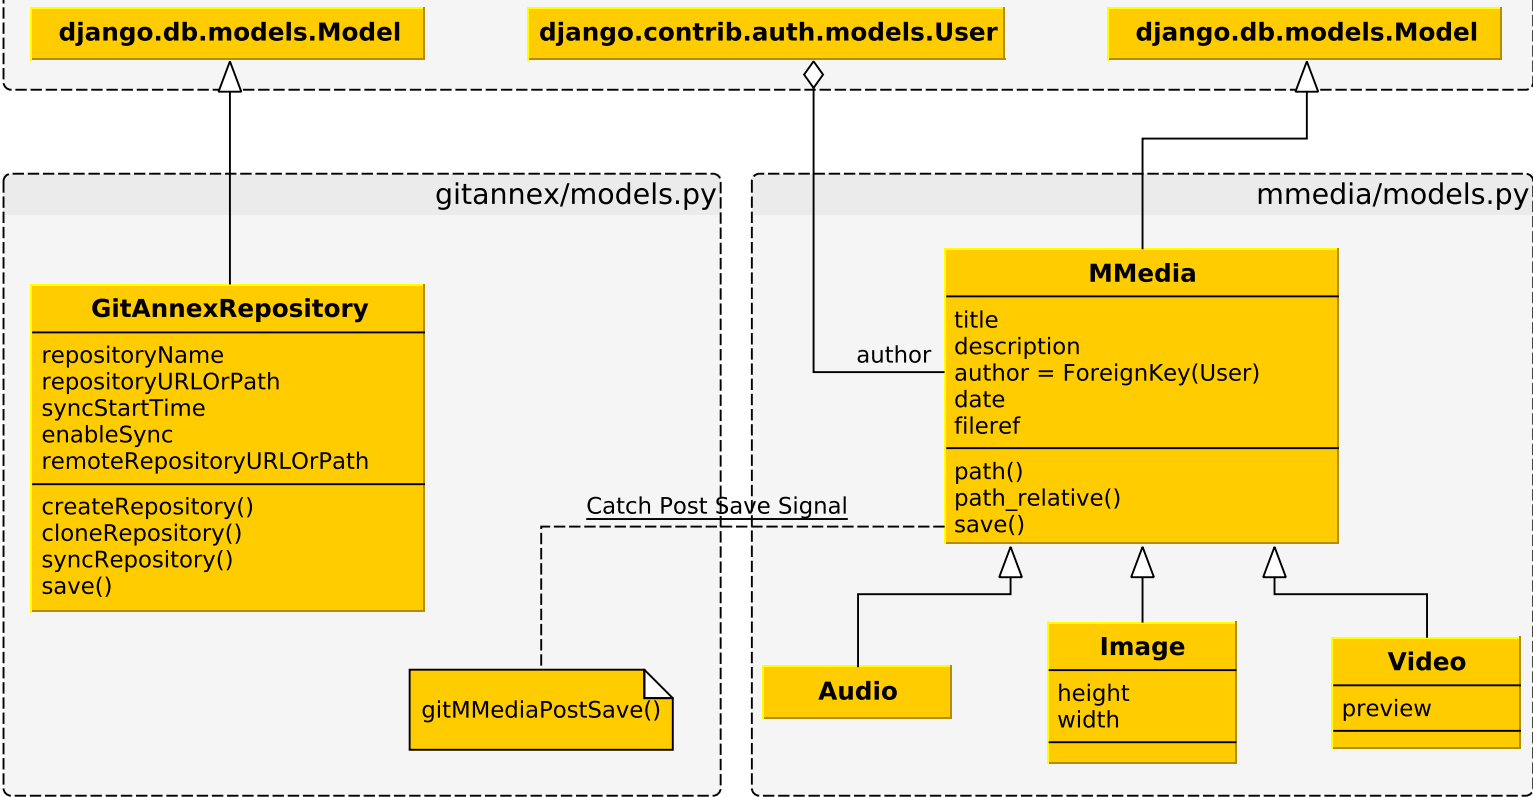 django.db.models.Model
django.contrib.auth.models.User
django.db.models.Model
gitannex/models.py
GitAnnexRepository
repositoryName
repositoryURLOrPath
syncStartTime
enableSync
remoteRepositoryURLOrPath
createRepository()
cloneRepository()
syncRepository()
save()
Catch Post Save Signal
gitMMediaPostSave()
mmedia/models.py
author
MMedia
title
description
author = ForeignKey(User)
date
fileref
path()
path_relative()
save()
Audio
Image
height
width
Video
preview